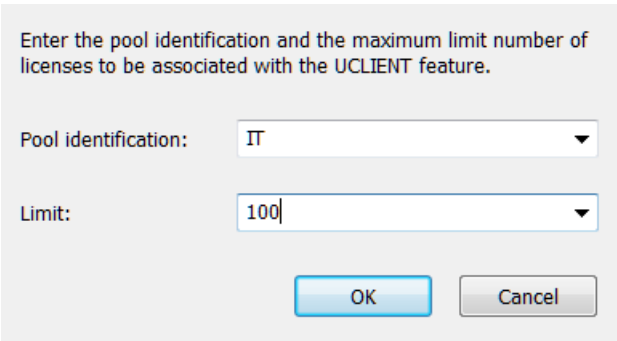 Enter the pool identification and the maximum limit number of
licenses to be associated with the UCLIENT feature.
Pool identification: IT
Limit: 100
OK Cancel